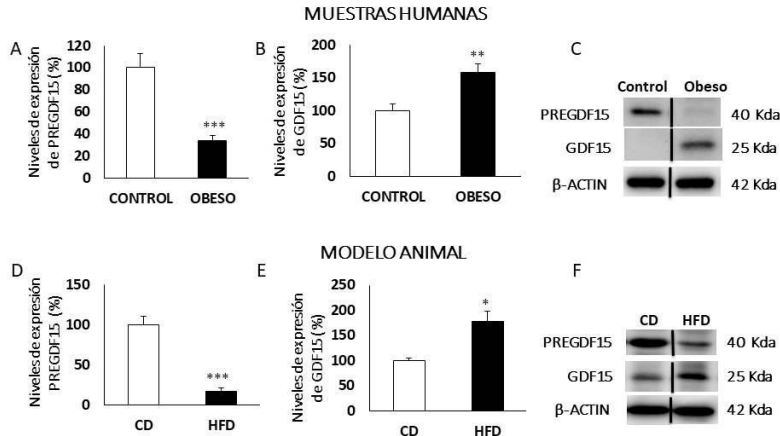 MUESTRAS HUMANAS
A
Niveles de expresión
de PREGDF15 (%)
120
100
80
60
40
20
0
***
CONTROL OBESO
B
Niveles de expresión
de GDF15 (%)
200
150
100
50
0
**
CONTROL OBESO
C
Control Obeso
PREGDF15 40 Kda
GDF15 25 Kda
β-ACTIN 42 Kda
MODELO ANIMAL
D
Niveles de expresión
PREGDF15 (%)
150
100
50
0
***
CD HFD
E
Niveles de expresión
de GDF15 (%)
250
200
150
100
50
0
*
CD HFD
F
CD HFD
PREGDF15 40 Kda
GDF15 25 Kda
β-ACTIN 42 Kda